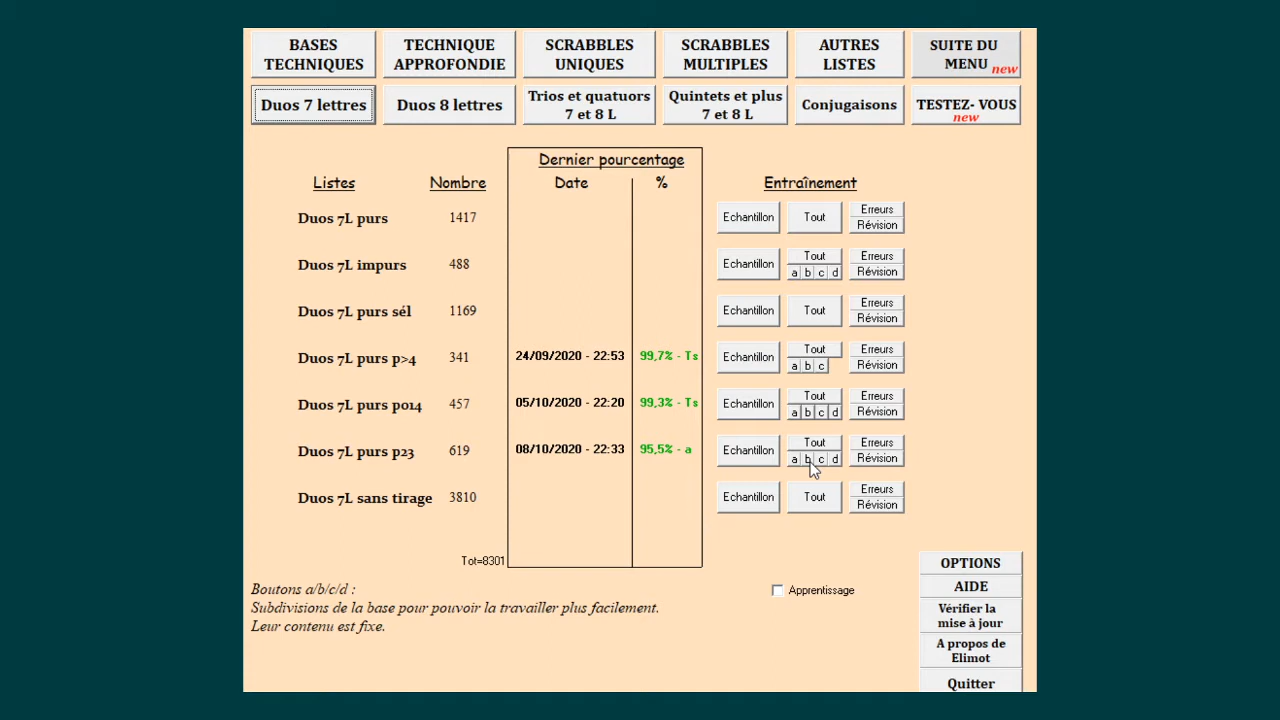 BASES TECHNIQUES
TECHNIQUE APPROFONDIE
SCRABBLES UNIQUES
SCRABBLES MULTIPLES
AUTRES LISTES
SUITE DU MENU new
Duos 7 lettres
Duos 8 lettres
Trios et quatuors 7 et 8 L
Quintets et plus 7 et 8 L
Conjugaisons
TESTEZ- VOUS new
Dernier pourcentage
Listes Nombre Date % Entraînement
Duos 7L purs 1417 Echantillon Tout Erreurs Révision
Duos 7L impurs 488 Echantillon Tout a b c d Erreurs Révision
Duos 7L purs sél 1169 Echantillon Tout Erreurs Révision
Duos 7L purs p>4 341 24/09/2020 - 22:53 99,7% - Ts Echantillon Tout a b c Erreurs Révision
Duos 7L purs p014 457 05/10/2020 - 22:20 99,3% - Ts Echantillon Tout a b c d Erreurs Révision
Duos 7L purs p23 619 08/10/2020 - 22:33 95,5% - a Echantillon Tout a b c d Erreurs Révision
Duos 7L sans tirage 3810 Echantillon Tout Erreurs Révision
Tot=8301
Boutons a/b/c/d :
Subdivisions de la base pour pouvoir la travailler plus facilement.
Leur contenu est fixe.
Apprentissage
OPTIONS
AIDE
Vérifier la
mise à jour
A propos de
Elimot
Quitter